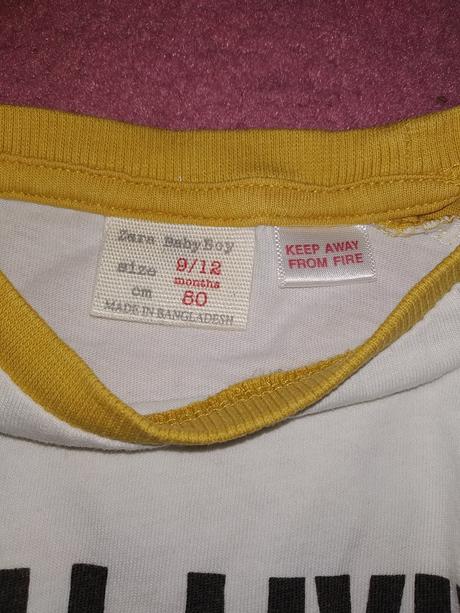 Zara BabyBoy
size 9/12
months
cm 80
MADE IN BANGLADESH
KEEP AWAY
FROM FIRE